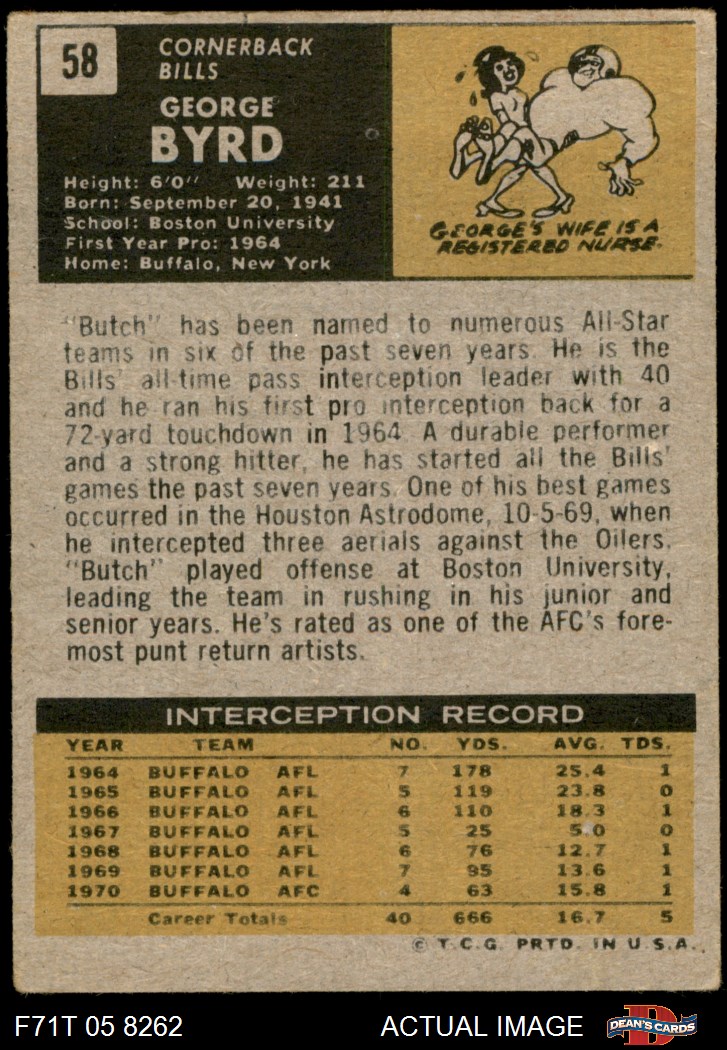 58
CORNERBACK
BILLS
GEORGE
BYRD
Height: 6'0" Weight: 211
Born: September 20, 1941
School: Boston University
First Year Pro: 1964
Home: Buffalo, New York
GEORGE'S WIFE IS A
REGISTERED NURSE.
"Butch" has been named to numerous All-Star
teams in six of the past seven years. He is the
Bills' all-time pass interception leader with 40
and he ran his first pro interception back for a
72-yard touchdown in 1964. A durable performer
and a strong hitter, he has started all the Bills'
games the past seven years. One of his best games
occurred in the Houston Astrodome, 10-5-69, when
he intercepted three aerials against the Oilers.
"Butch" played offense at Boston University,
leading the team in rushing in his junior and
senior years. He's rated as one of the AFC's fore-
most punt return artists.
INTERCEPTION RECORD
YEAR TEAM NO. YDS. AVG. TDS.
1964 BUFFALO AFL 7 178 25.4 1
1965 BUFFALO AFL 5 119 23.8 0
1966 BUFFALO AFL 6 110 18.3 1
1967 BUFFALO AFL 5 25 5.0 0
1968 BUFFALO AFL 6 76 12.7 1
1969 BUFFALO AFL 7 95 13.6 1
1970 BUFFALO AFC 4 63 15.8 1
Career Totals 40 666 16.7 5
© T.C.G. PRTD. IN U.S.A.
F71T 05 8262 ACTUAL IMAGE D DEAN'S CARDS